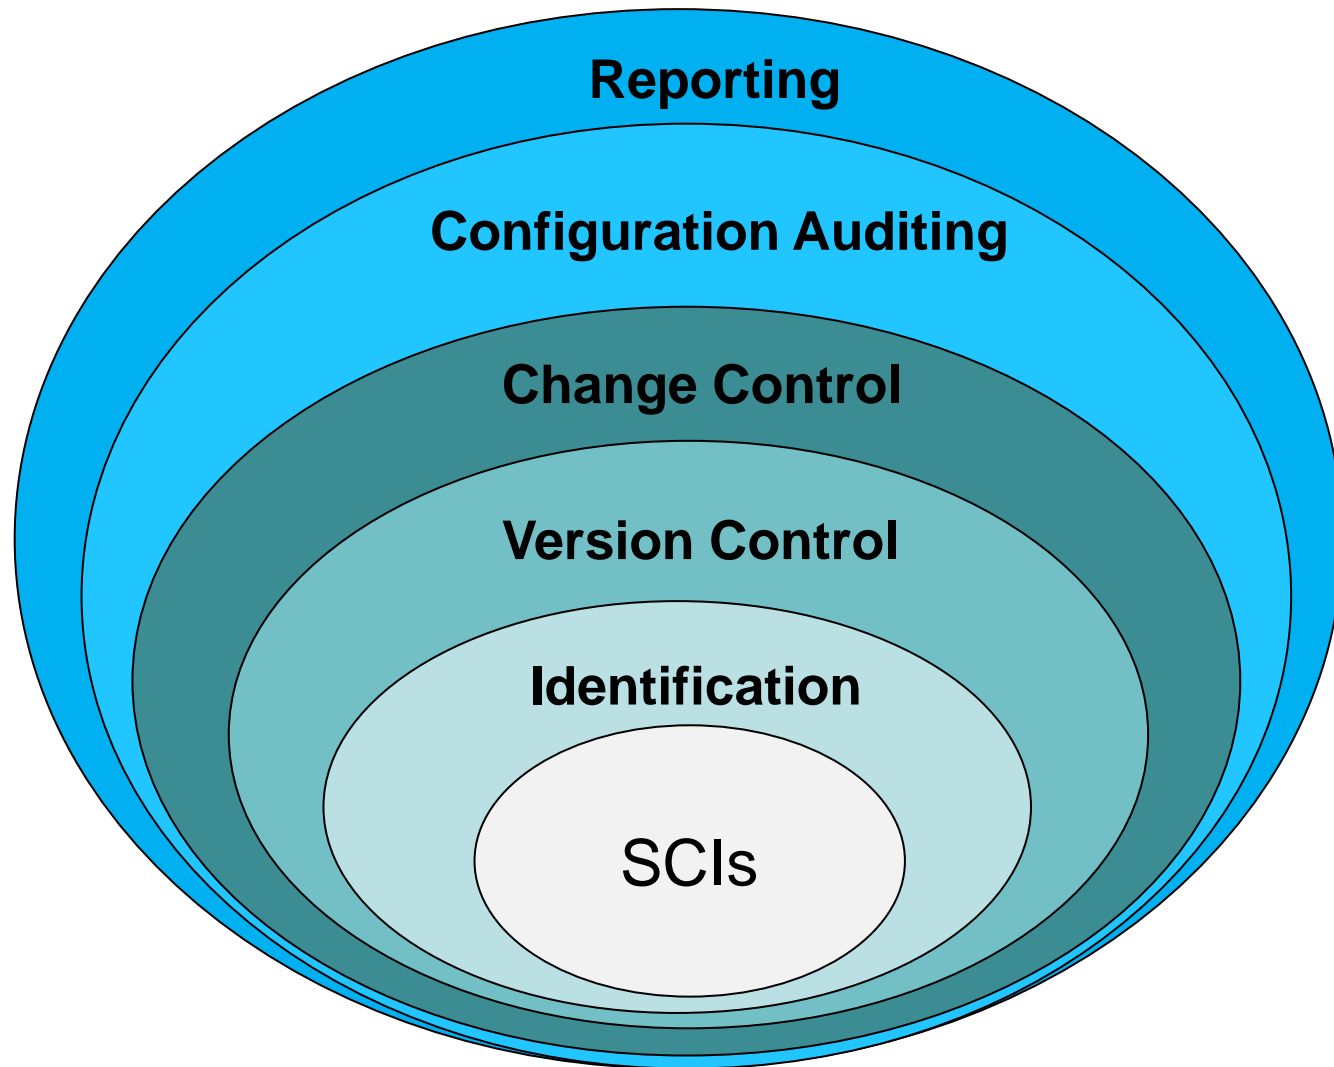 Reporting
Configuration Auditing
Change Control
Version Control
Identification
SCIs